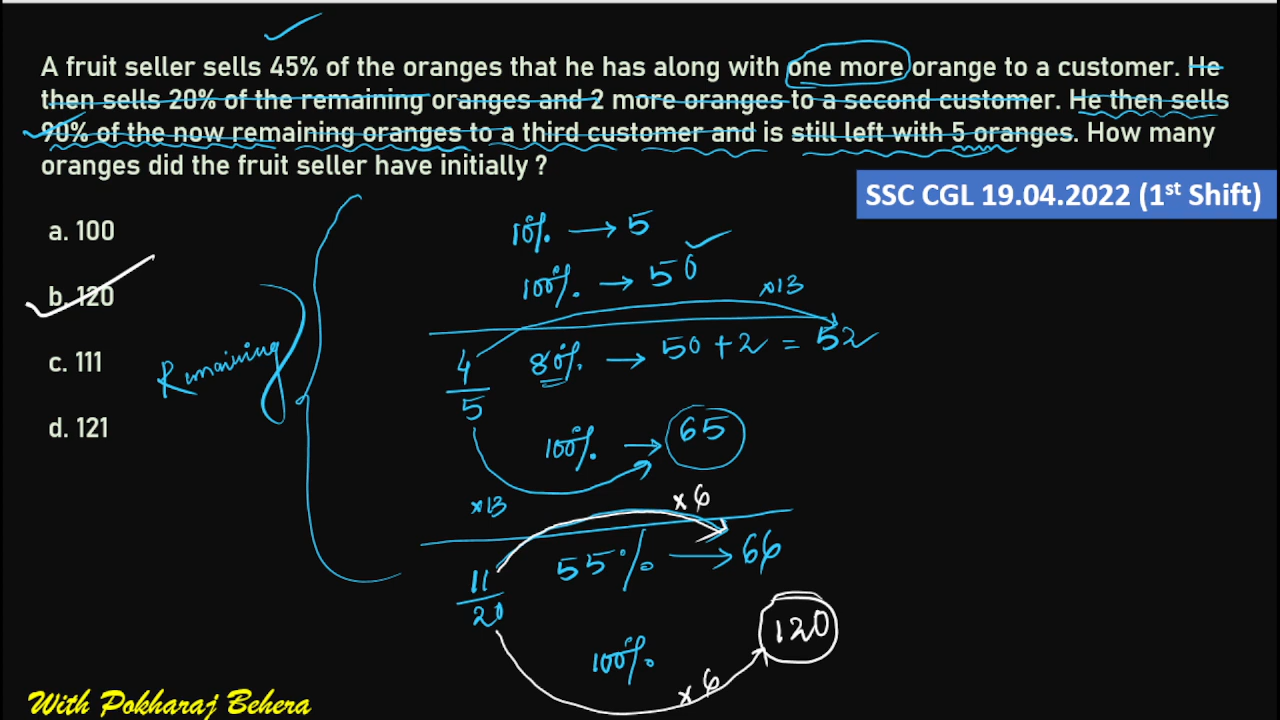 A fruit seller sells 45% of the oranges that he has along with one more orange to a customer. He
then sells 20% of the remaining oranges and 2 more oranges to a second customer. He then sells
90% of the now remaining oranges to a third customer and is still left with 5 oranges. How many
oranges did the fruit seller have initially ?
SSC CGL 19.04.2022 (1st Shift)
a. 100
b. 120
c. 111
d. 121
Remaining
10% → 5
100% → 50
×13
4/5 80% → 50 + 2 = 52
100% → 65
×13
×6
11/20 55% → 66
100% 120
×6
With Pokharaj Behera